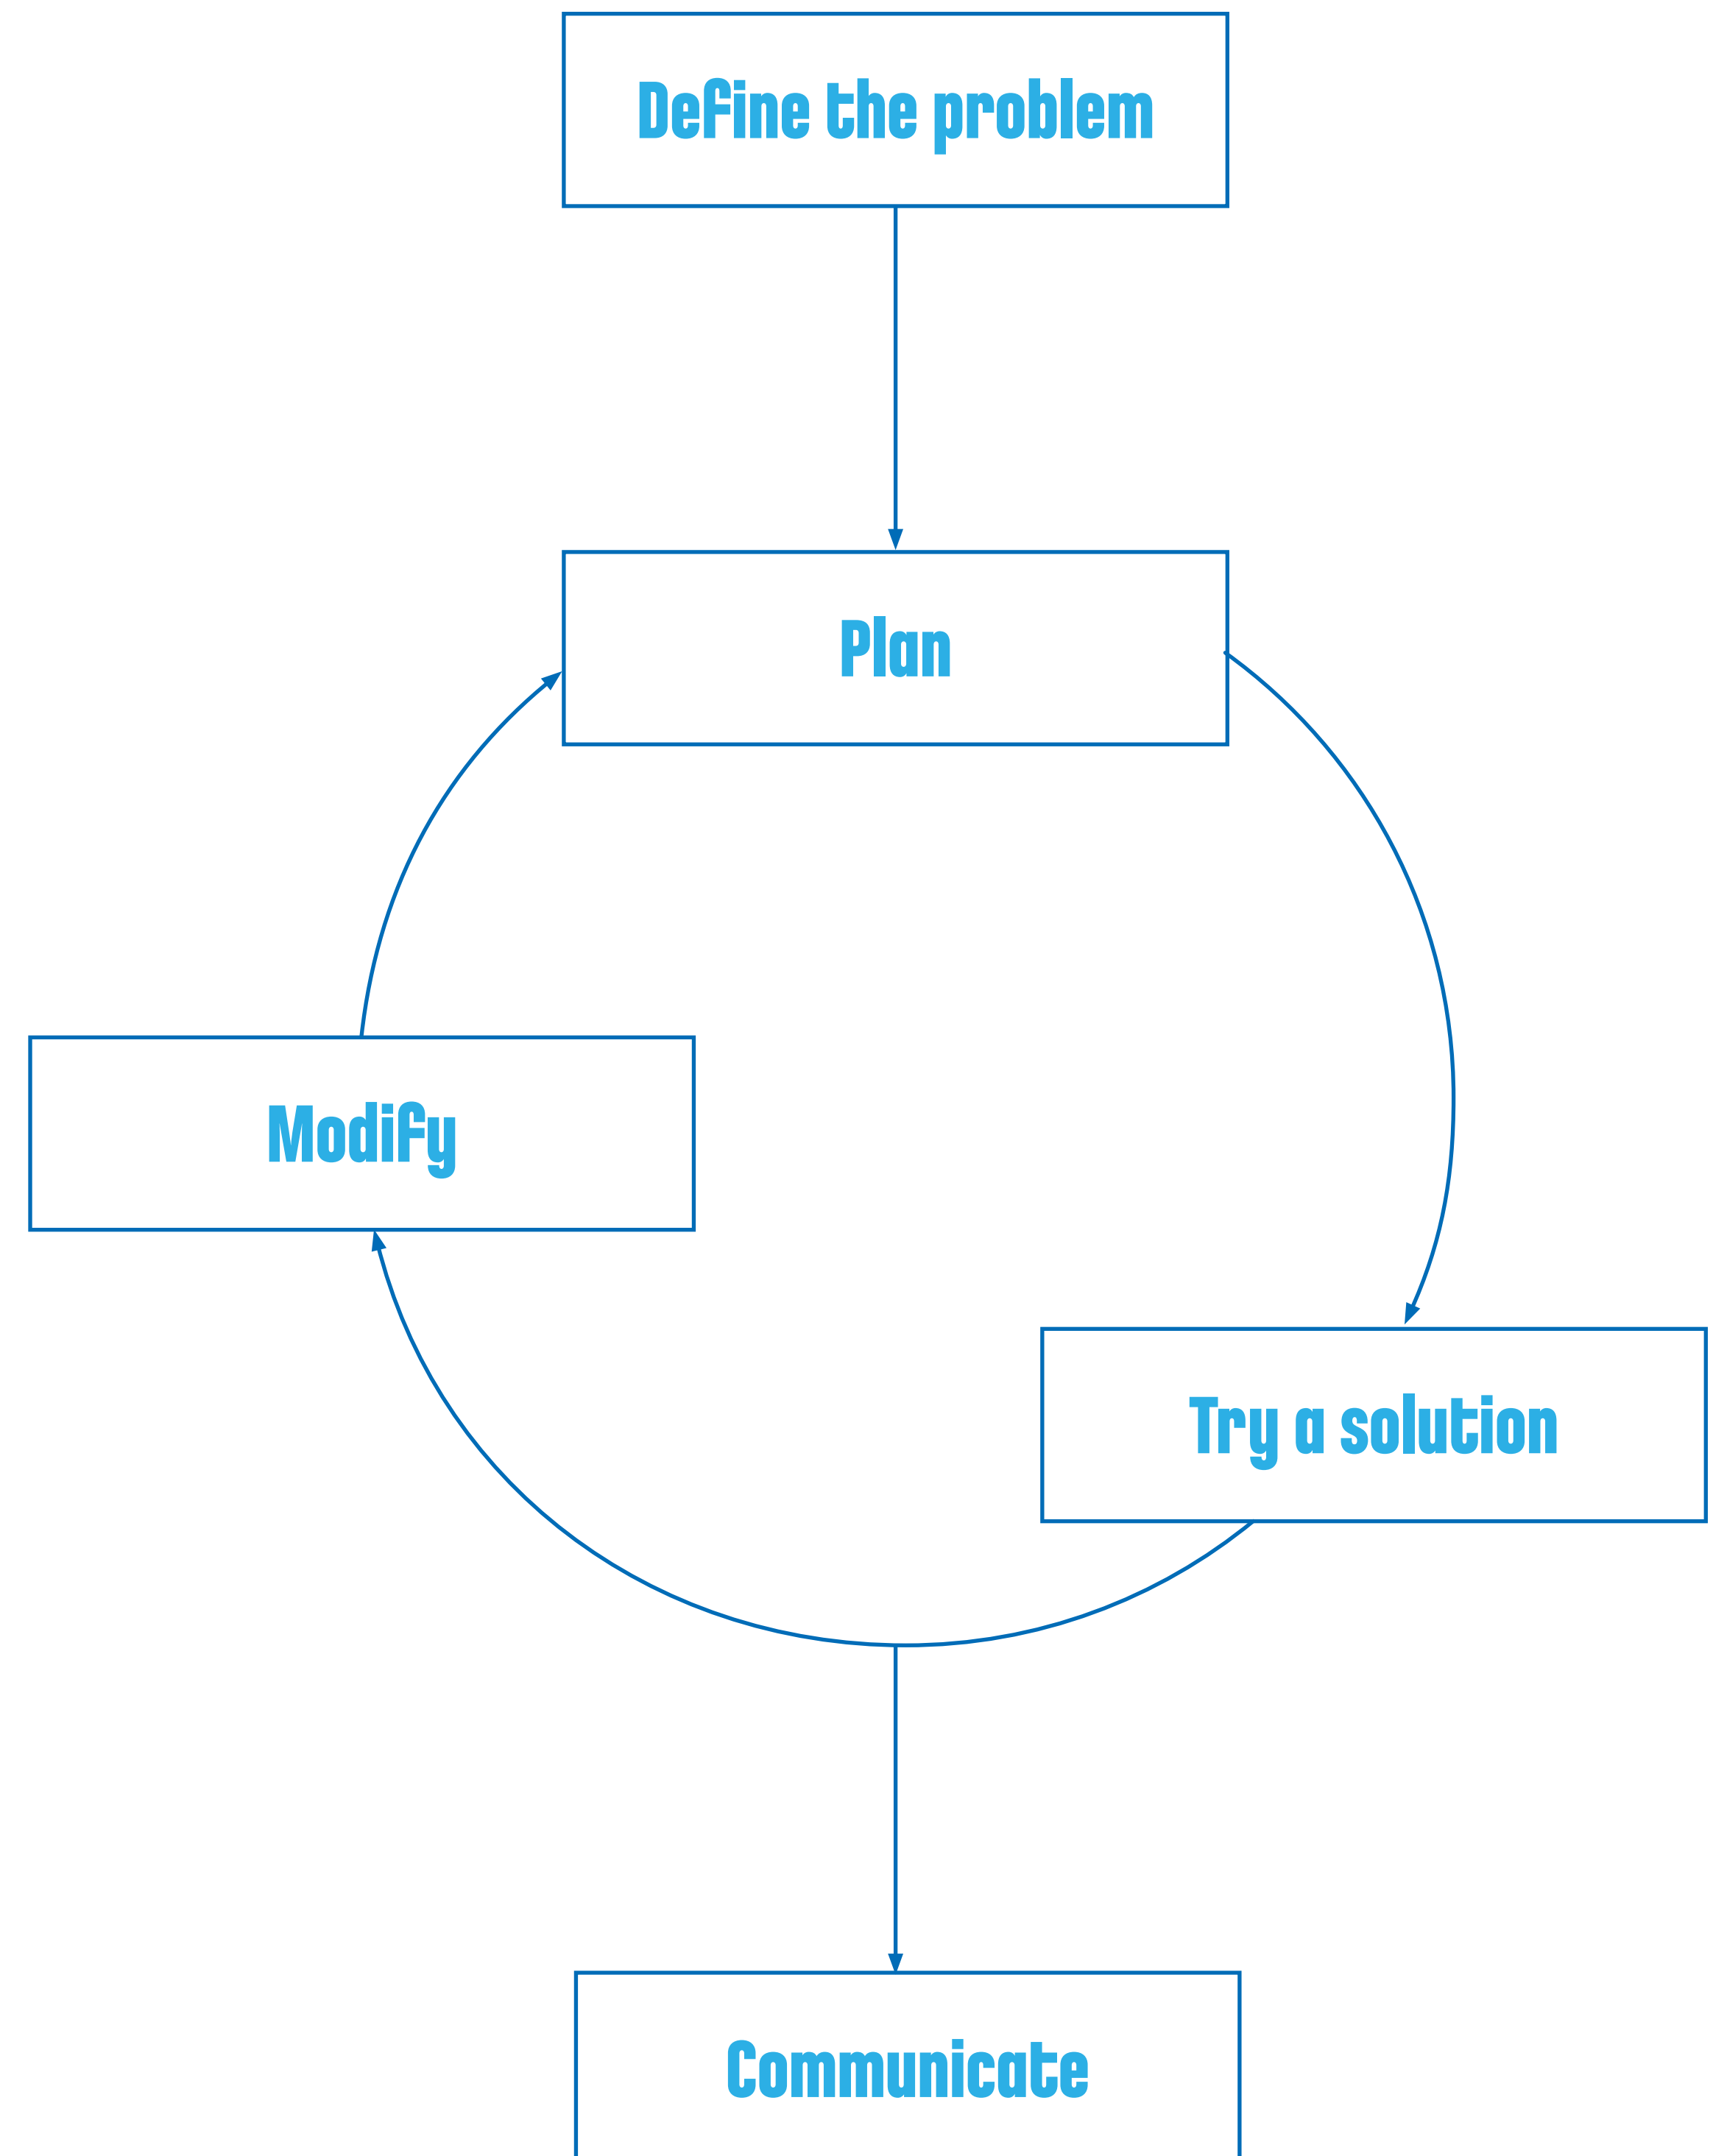 Define the problem
Plan
Modify
Try a solution
Communicate